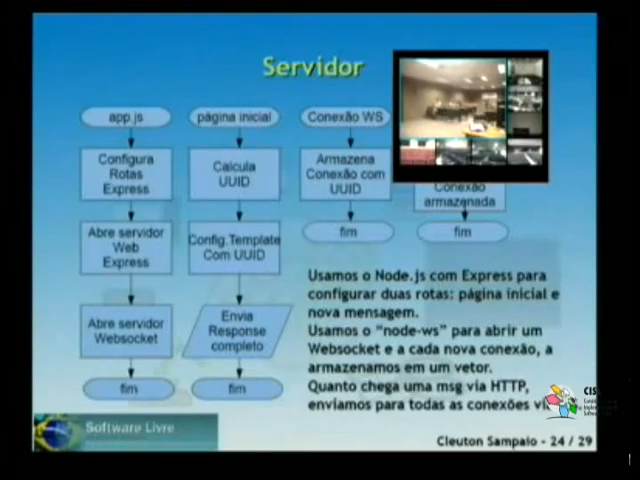 Servidor
app.js
Configura
Rotas
Express
Abre servidor
Web
Express
Abre servidor
Websocket
fim
página inicial
Calcula
UUID
Config.Template
Com UUID
Envia
Response
completo
fim
Conexão WS
Armazena
Conexão com
UUID
fim
Conexão
armazenada
fim
Usamos o Node.js com Express para
configurar duas rotas: página inicial e
nova mensagem.
Usamos o "node-ws" para abrir um
Websocket e a cada nova conexão, a
armazenamos em um vetor.
Quanto chega uma msg via HTTP,
enviamos para todas as conexões
CIS
Software Livre
Cleuton Sampaio - 24 / 29